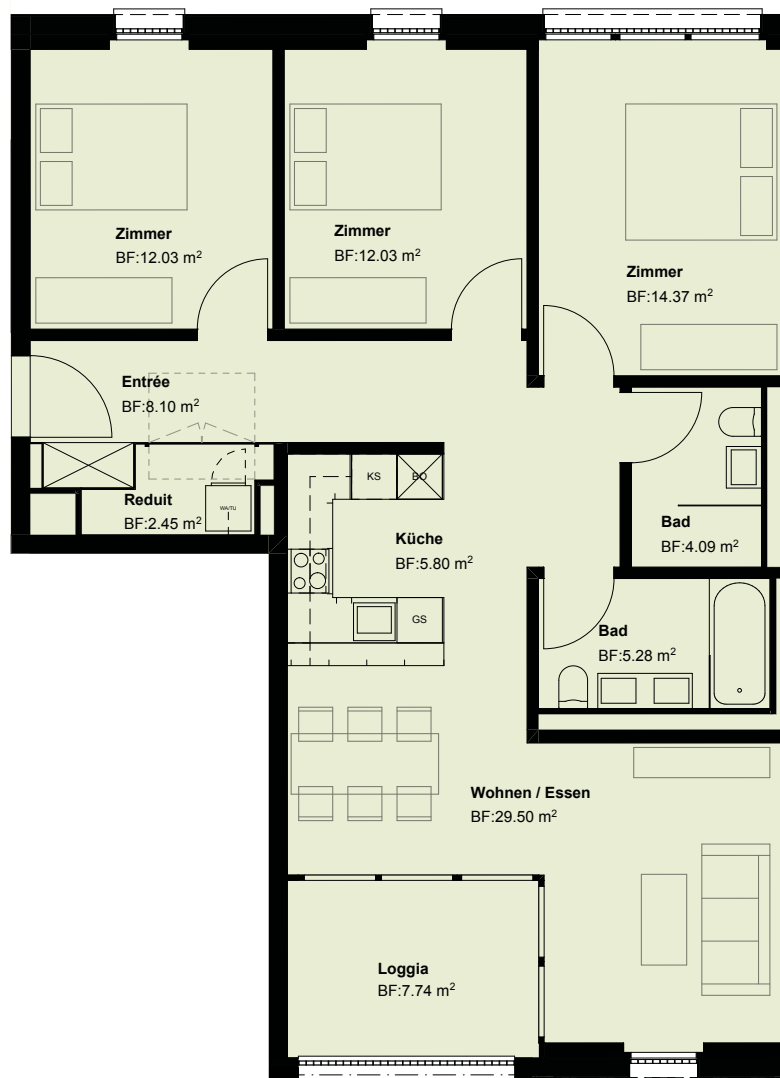 Zimmer
BF:12.03 m²
Zimmer
BF:12.03 m²
Zimmer
BF:14.37 m²
Entrée
BF:8.10 m²
Reduit
BF:2.45 m²
WA/TU
KS
BO
Küche
BF:5.80 m²
GS
Bad
BF:4.09 m²
Bad
BF:5.28 m²
Wohnen / Essen
BF:29.50 m²
Loggia
BF:7.74 m²